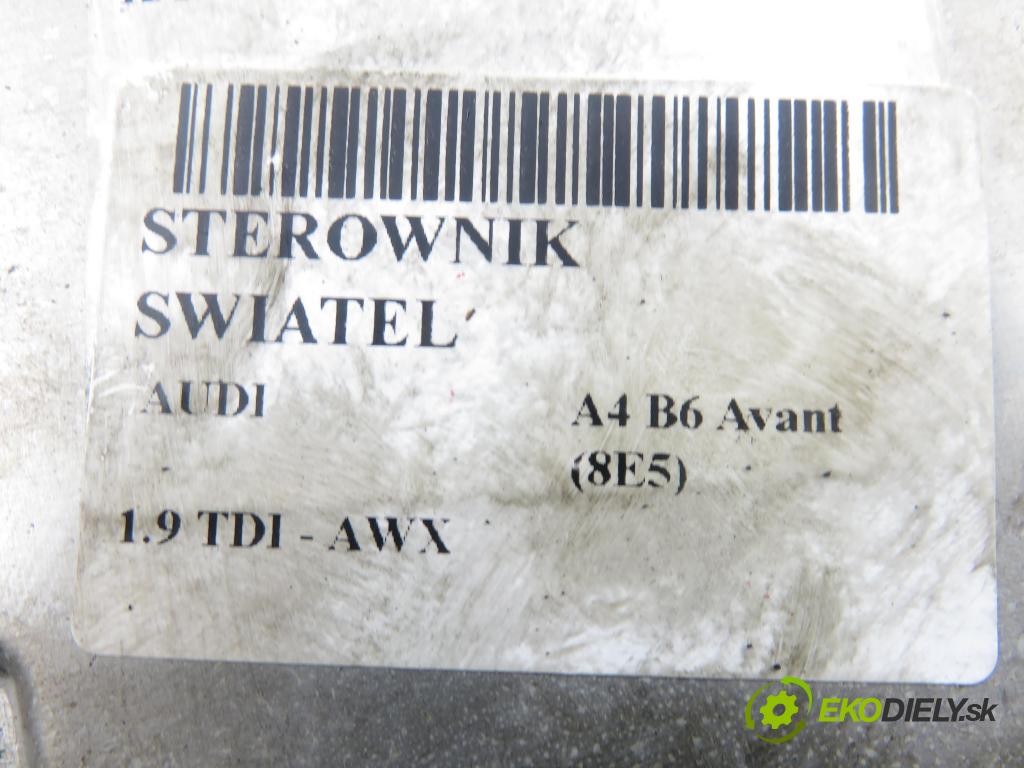 STEROWNIK
SWIATEL
AUDI
A4 B6 Avant
(8E5)
1.9 TDI - AWX
EKODIELY.sk